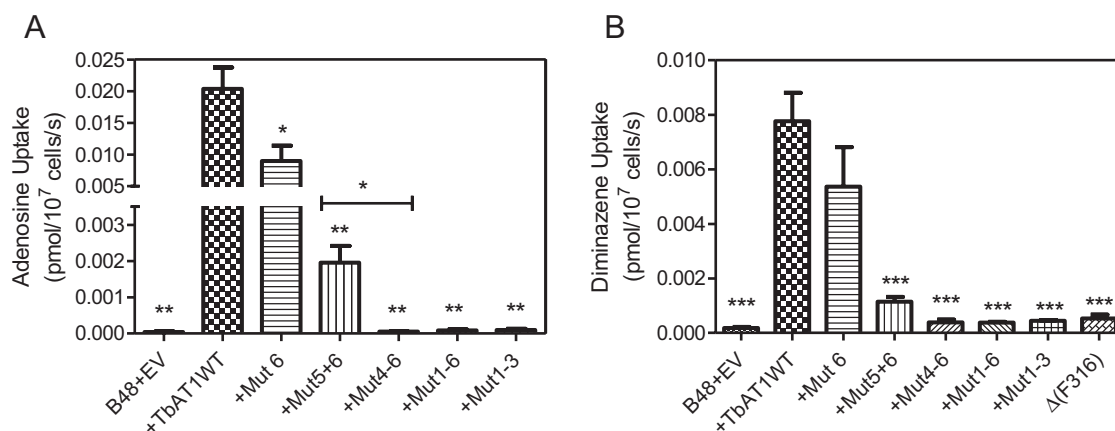 A
Adenosine Uptake
(pmol/10⁷ cells/s)
0.025
0.020
0.015
0.010
0.005
0.003
0.002
0.001
0.000
**
*
**
*
**
**
**
B48+EV
+TbAT1WT
+Mut 6
+Mut5+6
+Mut4-6
+Mut1-6
+Mut1-3
B
Diminazene Uptake
(pmol/10⁷ cells/s)
0.010
0.008
0.006
0.004
0.002
0.000
***
***
***
***
***
***
B48+EV
+TbAT1WT
+Mut 6
+Mut5+6
+Mut4-6
+Mut1-6
+Mut1-3
Δ(F316)